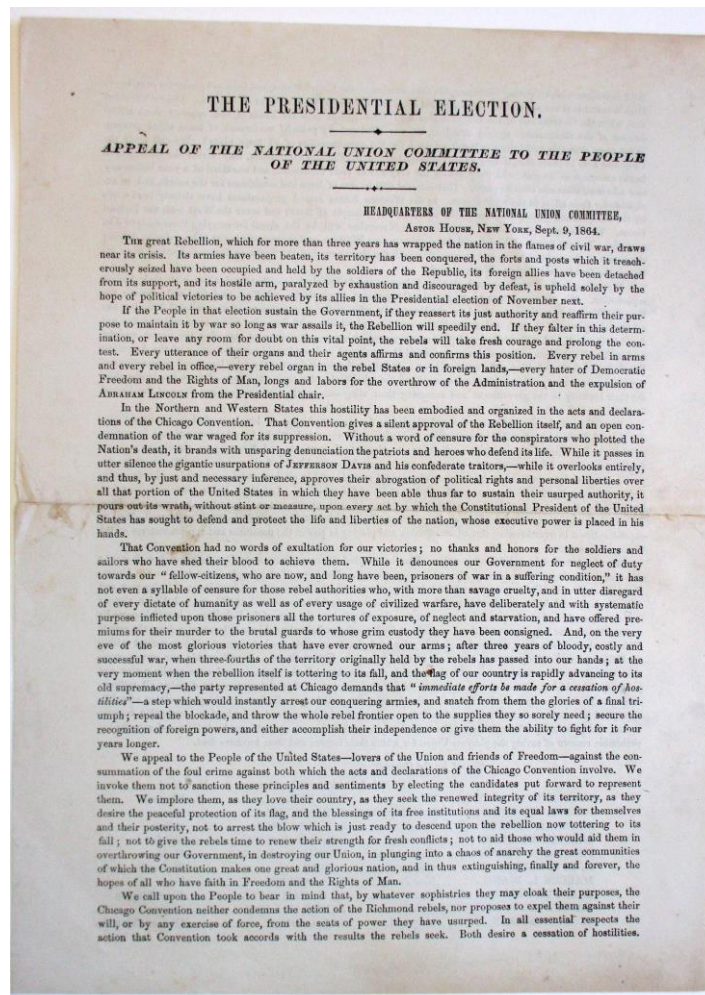 THE PRESIDENTIAL ELECTION.
APPEAL OF THE NATIONAL UNION COMMITTEE TO THE PEOPLE
OF THE UNITED STATES.
HEADQUARTERS OF THE NATIONAL UNION COMMITTEE,
ASTOR HOUSE, NEW YORK, Sept. 9, 1864.
THE great Rebellion, which for more than three years has wrapped the nation in the flames of civil war, draws
near its crisis. Its armies have been beaten, its territory has been conquered, the forts and posts which it treach-
erously seized have been occupied and held by the soldiers of the Republic, its foreign allies have been detached
from its support, and its hostile arm, paralyzed by exhaustion and discouraged by defeat, is upheld solely by the
hope of political victories to be achieved by its allies in the Presidential election of November next.
If the People in that election sustain the Government, if they reassert its just authority and reaffirm their pur-
pose to maintain it by war so long as war assails it, the Rebellion will speedily end. If they falter in this determ-
ination, or leave any room for doubt on this vital point, the rebels will take fresh courage and prolong the con-
test. Every utterance of their organs and their agents affirms and confirms this position. Every rebel in arms
and every rebel in office,—every rebel organ in the rebel States or in foreign lands,—every hater of Democratic
Freedom and the Rights of Man, longs and labors for the overthrow of the Administration and the expulsion of
ABRAHAM LINCOLN from the Presidential chair.
In the Northern and Western States this hostility has been embodied and organized in the acts and declara-
tions of the Chicago Convention. That Convention gives a silent approval of the Rebellion itself, and an open con-
demnation of the war waged for its suppression. Without a word of censure for the conspirators who plotted the
Nation's death, it brands with unsparing denunciation the patriots and heroes who defend its life. While it passes in
utter silence the gigantic usurpations of JEFFERSON DAVIS and his confederate traitors,—while it overlooks entirely,
and thus, by just and necessary inference, approves their abrogation of political rights and personal liberties over
all that portion of the United States in which they have been able thus far to sustain their usurped authority, it
pours out its wrath, without stint or measure, upon every act by which the Constitutional President of the United
States has sought to defend and protect the life and liberties of the nation, whose executive power is placed in his
hands.
That Convention had no words of exultation for our victories; no thanks and honors for the soldiers and
sailors who have shed their blood to achieve them. While it denounces our Government for neglect of duty
towards our "fellow-citizens, who are now, and long have been, prisoners of war in a suffering condition," it has
not even a syllable of censure for those rebel authorities who, with more than savage cruelty, and in utter disregard
of every dictate of humanity as well as of every usage of civilized warfare, have deliberately and with systematic
purpose inflicted upon those prisoners all the tortures of exposure, of neglect and starvation, and have offered pre-
miums for their murder to the brutal guards to whose grim custody they have been consigned. And, on the very
eve of the most glorious victories that have ever crowned our arms; after three years of bloody, costly and
successful war, when three-fourths of the territory originally held by the rebels has passed into our hands; at the
very moment when the rebellion itself is tottering to its fall, and the flag of our country is rapidly advancing to its
old supremacy,—the party represented at Chicago demands that "immediate efforts be made for a cessation of hos-
tilities"—a step which would instantly arrest our conquering armies, and snatch from them the glories of a final tri-
umph; repeal the blockade, and throw the whole rebel frontier open to the supplies they so sorely need; secure the
recognition of foreign powers, and either accomplish their independence or give them the ability to fight for it four
years longer.
We appeal to the People of the United States—lovers of the Union and friends of Freedom—against the con-
summation of the foul crime against both which the acts and declarations of the Chicago Convention involve. We
invoke them not to sanction these principles and sentiments by electing the candidates put forward to represent
them. We implore them, as they love their country, as they seek the renewed integrity of its territory, as they
desire the peaceful protection of its flag, and the blessings of its free institutions and its equal laws for themselves
and their posterity, not to arrest the blow which is just ready to descend upon the rebellion now tottering to its
fall; not to give the rebels time to renew their strength for fresh conflicts; not to aid those who would aid them in
overthrowing our Government, in destroying our Union, in plunging into a chaos of anarchy the great communities
of which the Constitution makes one great and glorious nation, and in thus extinguishing, finally and forever, the
hopes of all who have faith in Freedom and the Rights of Man.
We call upon the People to bear in mind that, by whatever sophistries they may cloak their purposes, the
Chicago Convention neither condemns the action of the Richmond rebels, nor proposes to expel them against their
will, or by any exercise of force, from the seats of power they have usurped. In all essential respects the
action that Convention took accords with the results the rebels seek. Both desire a cessation of hostilities.